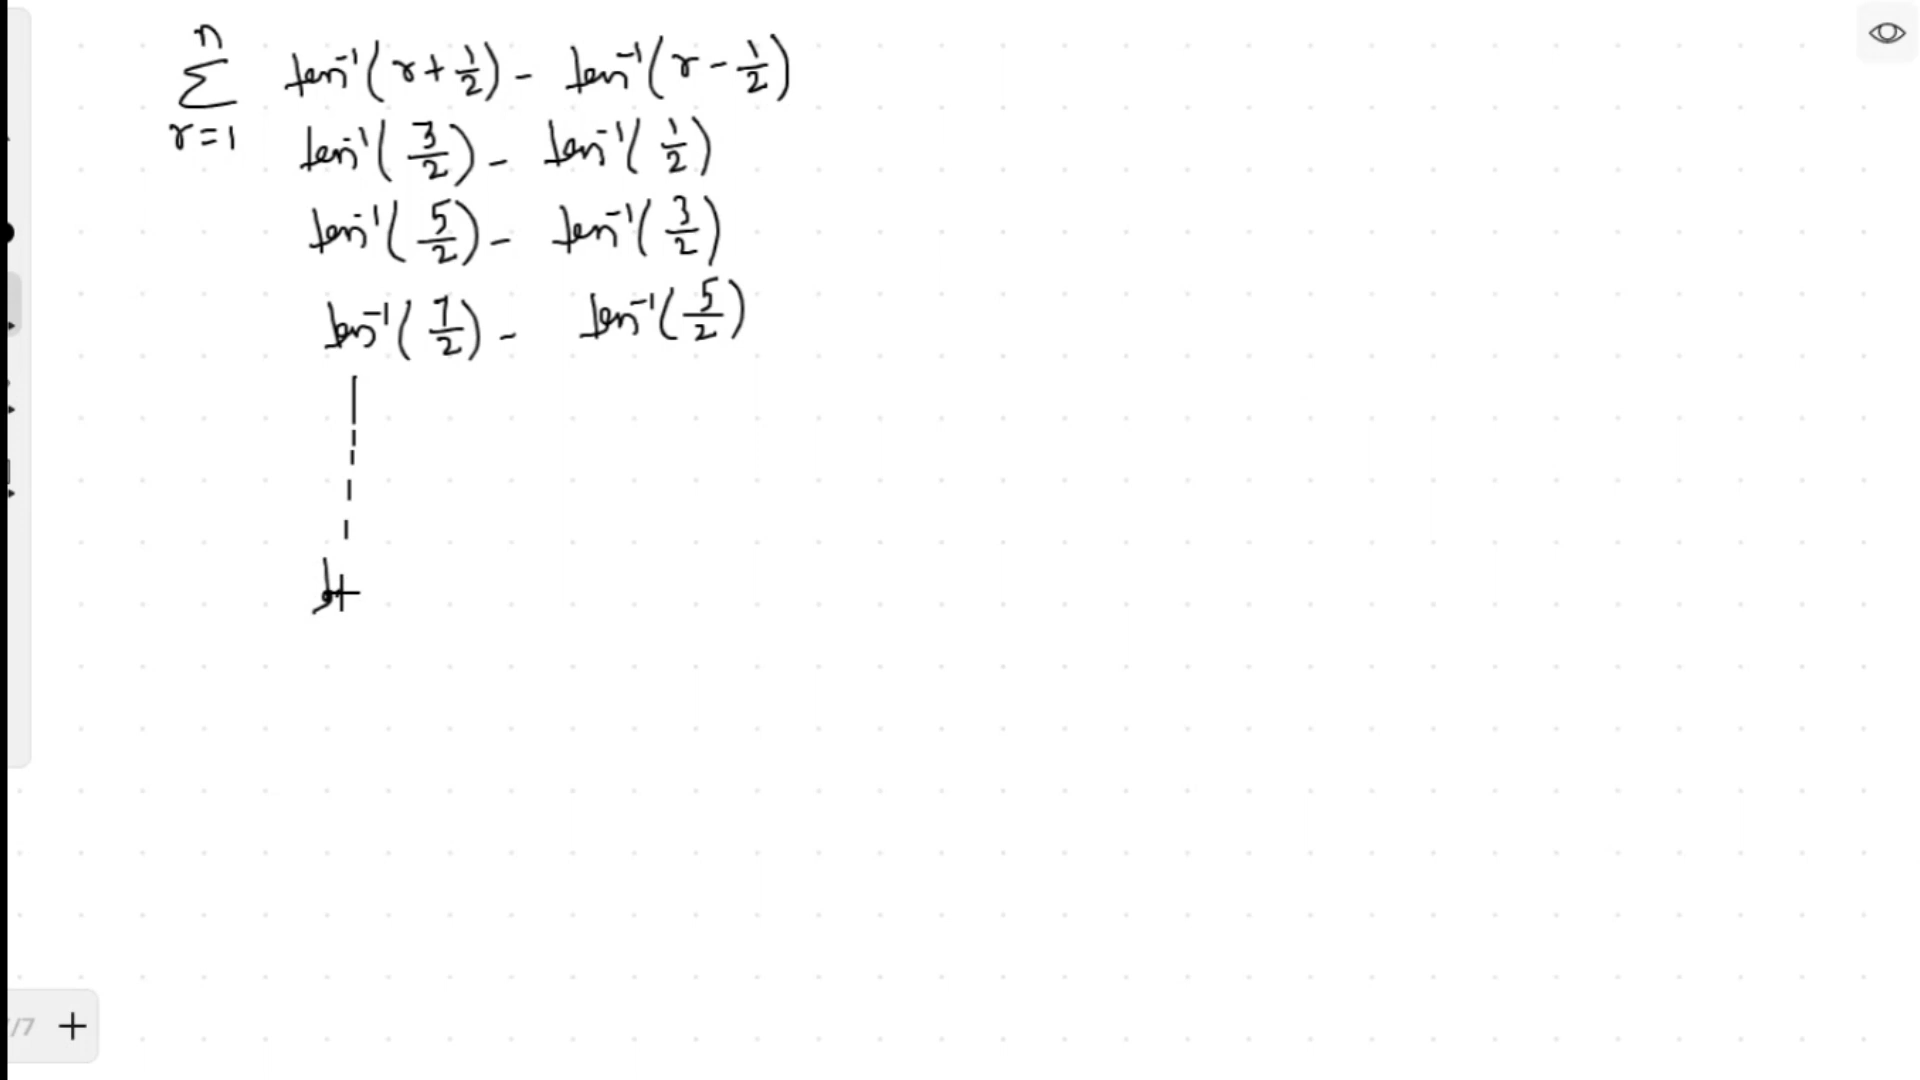 n
∑ tan⁻¹(r + 1/2) - tan⁻¹(r - 1/2)
r=1
tan⁻¹(3/2) - tan⁻¹(1/2)
tan⁻¹(5/2) - tan⁻¹(3/2)
tan⁻¹(7/2) - tan⁻¹(5/2)
/7 +